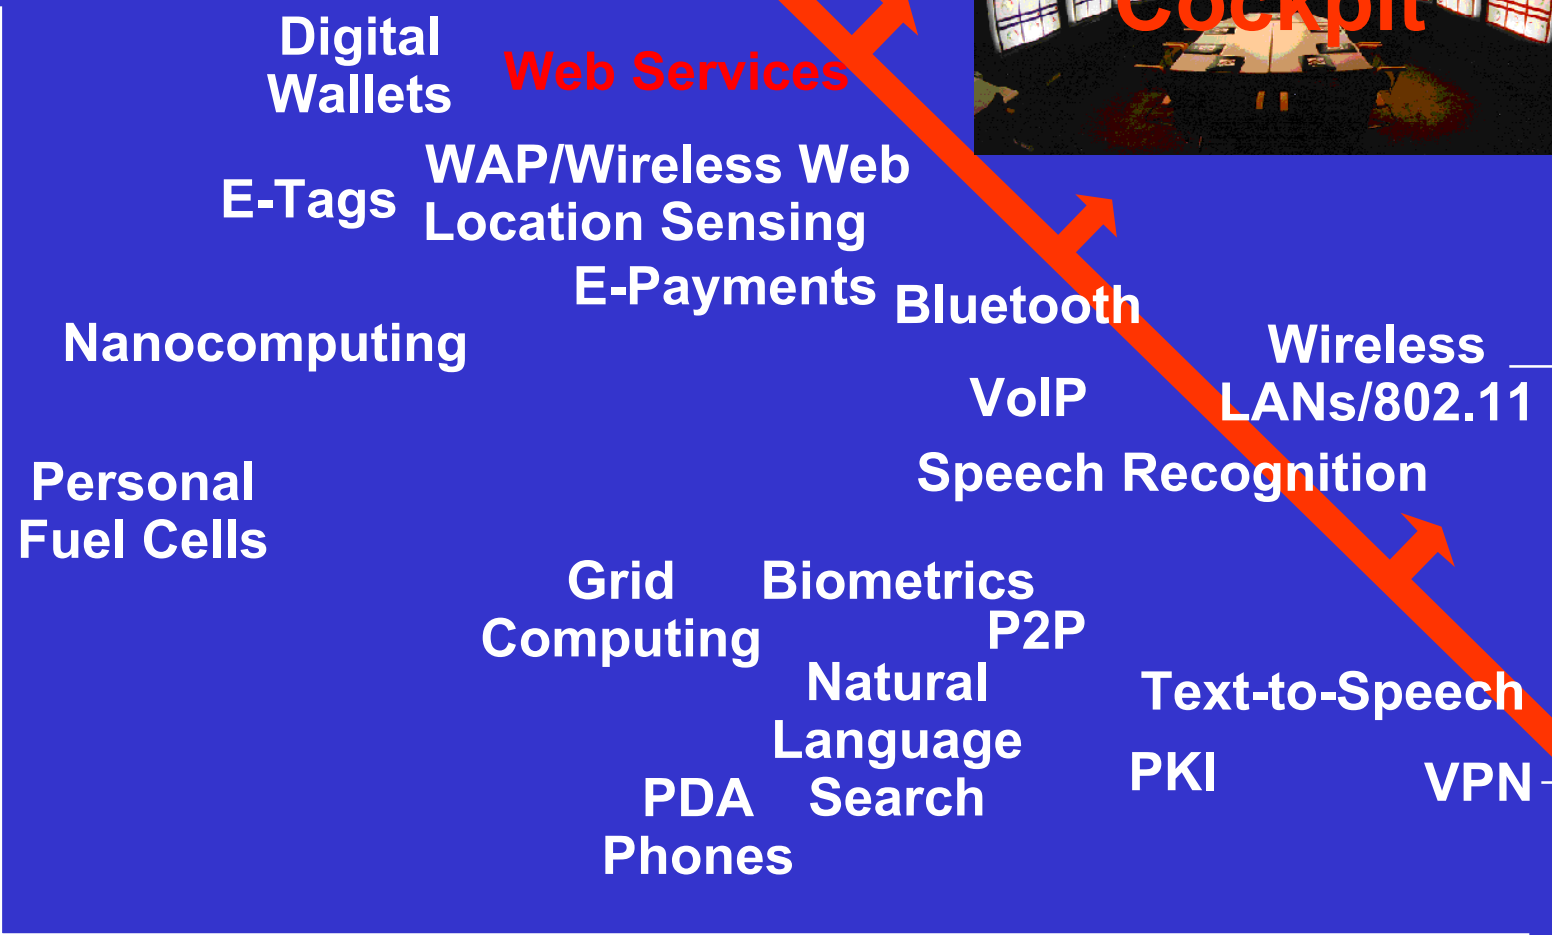 Cockpit
Digital
Wallets
Web Services
WAP/Wireless Web
E-Tags
Location Sensing
E-Payments
Bluetooth
Nanocomputing
Wireless
LANs/802.11
VoIP
Speech Recognition
Personal
Fuel Cells
Grid
Computing
Biometrics
P2P
Natural
Language
Search
Text-to-Speech
PKI
VPN
PDA
Phones